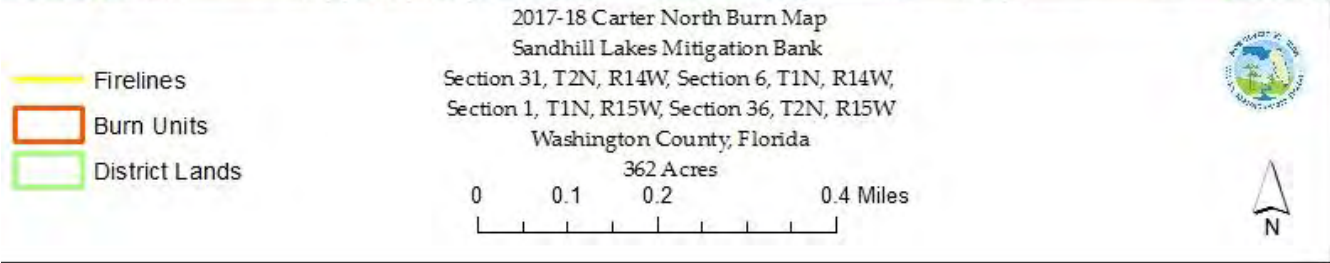 Firelines
Burn Units
District Lands
2017-18 Carter North Burn Map
Sandhill Lakes Mitigation Bank
Section 31, T2N, R14W, Section 6, T1N, R14W,
Section 1, T1N, R15W, Section 36, T2N, R15W
Washington County, Florida
362 Acres
0 0.1 0.2 0.4 Miles
N